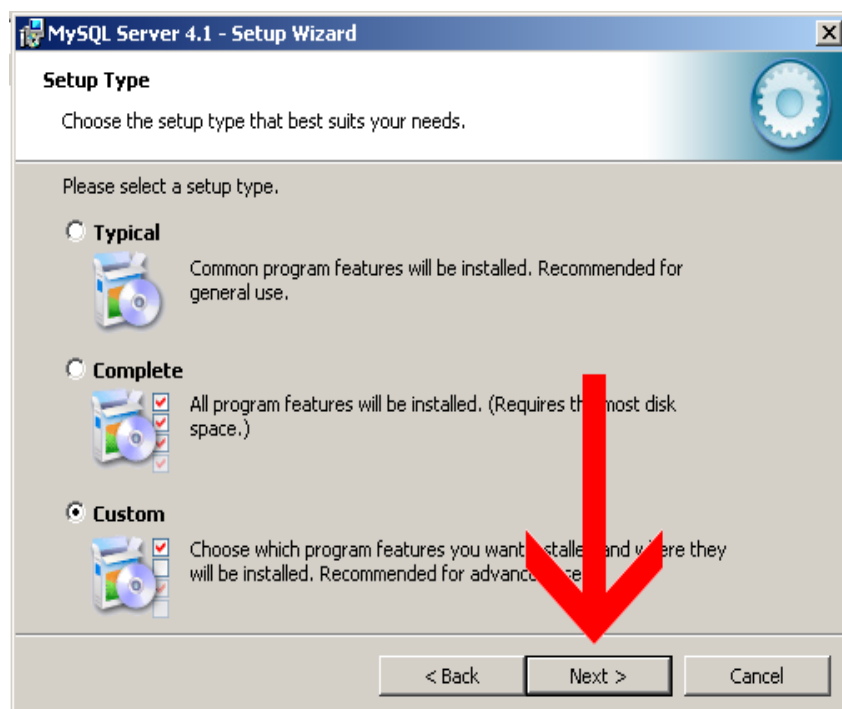 MySQL Server 4.1 - Setup Wizard
Setup Type
Choose the setup type that best suits your needs.
Please select a setup type.
Typical
Common program features will be installed. Recommended for
general use.
Complete
All program features will be installed. (Requires most disk
space.)
Custom
Choose which program features you want and where they
will be installed. Recommended for
< Back
Next >
Cancel